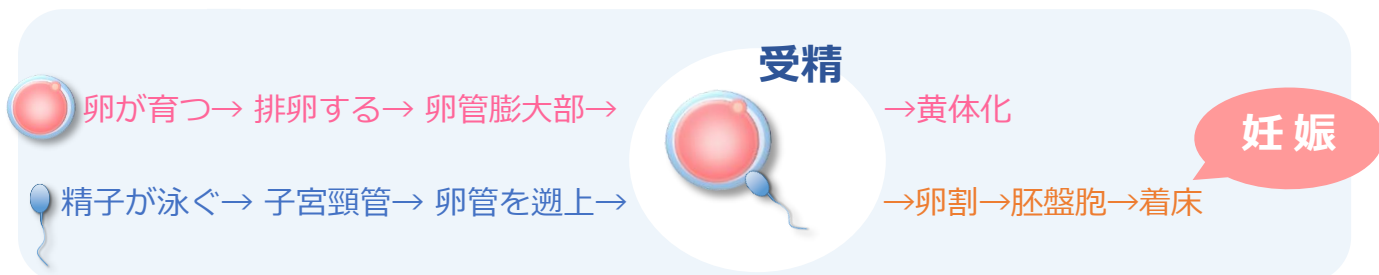 受精
卵が育つ→ 排卵する→ 卵管膨大部→ →黄体化
妊 娠
精子が泳ぐ→ 子宮頸管→ 卵管を遡上→ →卵割→胚盤胞→着床